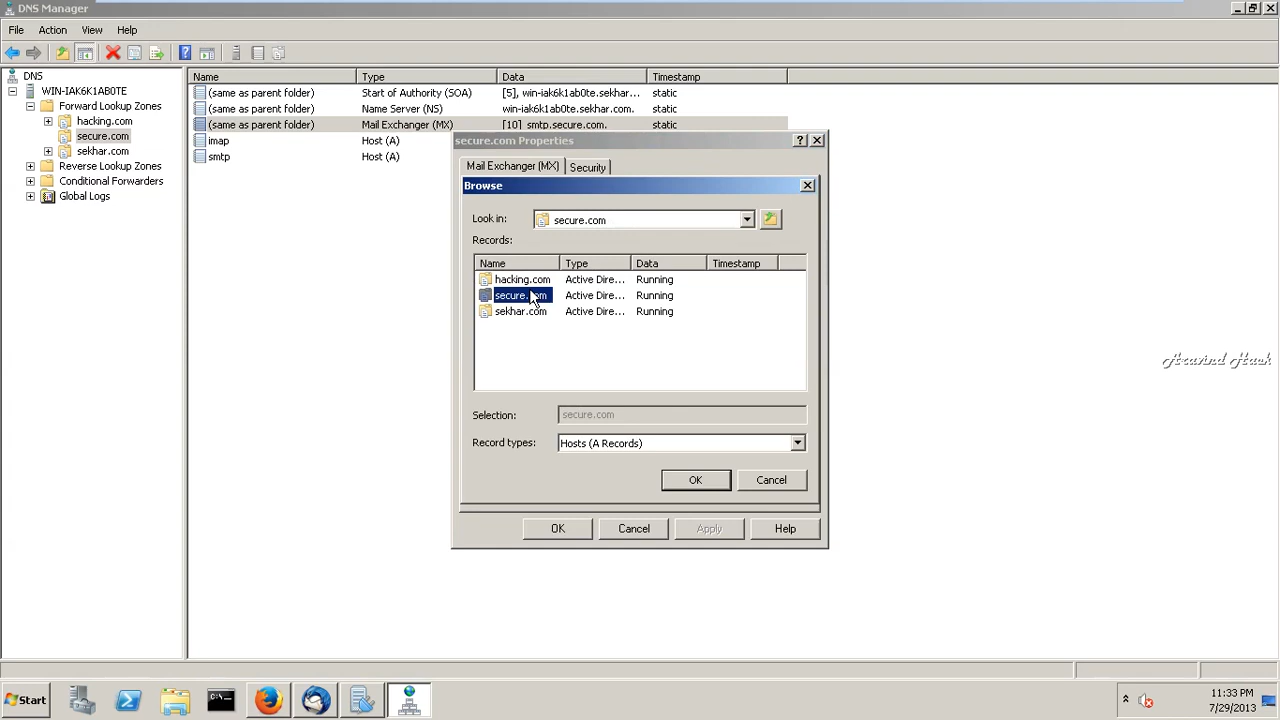 DNS Manager
File Action View Help
DNS
WIN-IAK6K1AB0TE
Forward Lookup Zones
hacking.com
secure.com
sekhar.com
Reverse Lookup Zones
Conditional Forwarders
Global Logs
Name Type Data Timestamp
(same as parent folder) Start of Authority (SOA) [5], win-iak6k1ab0te.sekhar... static
(same as parent folder) Name Server (NS) win-iak6k1ab0te.sekhar.com. static
(same as parent folder) Mail Exchanger (MX) [10] smtp.secure.com. static
imap Host (A)
smtp Host (A)
secure.com Properties
Mail Exchanger (MX) Security
Browse
Look in: secure.com
Records:
Name Type Data Timestamp
hacking.com Active Dire... Running
secure.com Active Dire... Running
sekhar.com Active Dire... Running
Selection: secure.com
Record types: Hosts (A Records)
OK Cancel
OK Cancel Apply Help
Aravind Hack
Start
11:33 PM
7/29/2013